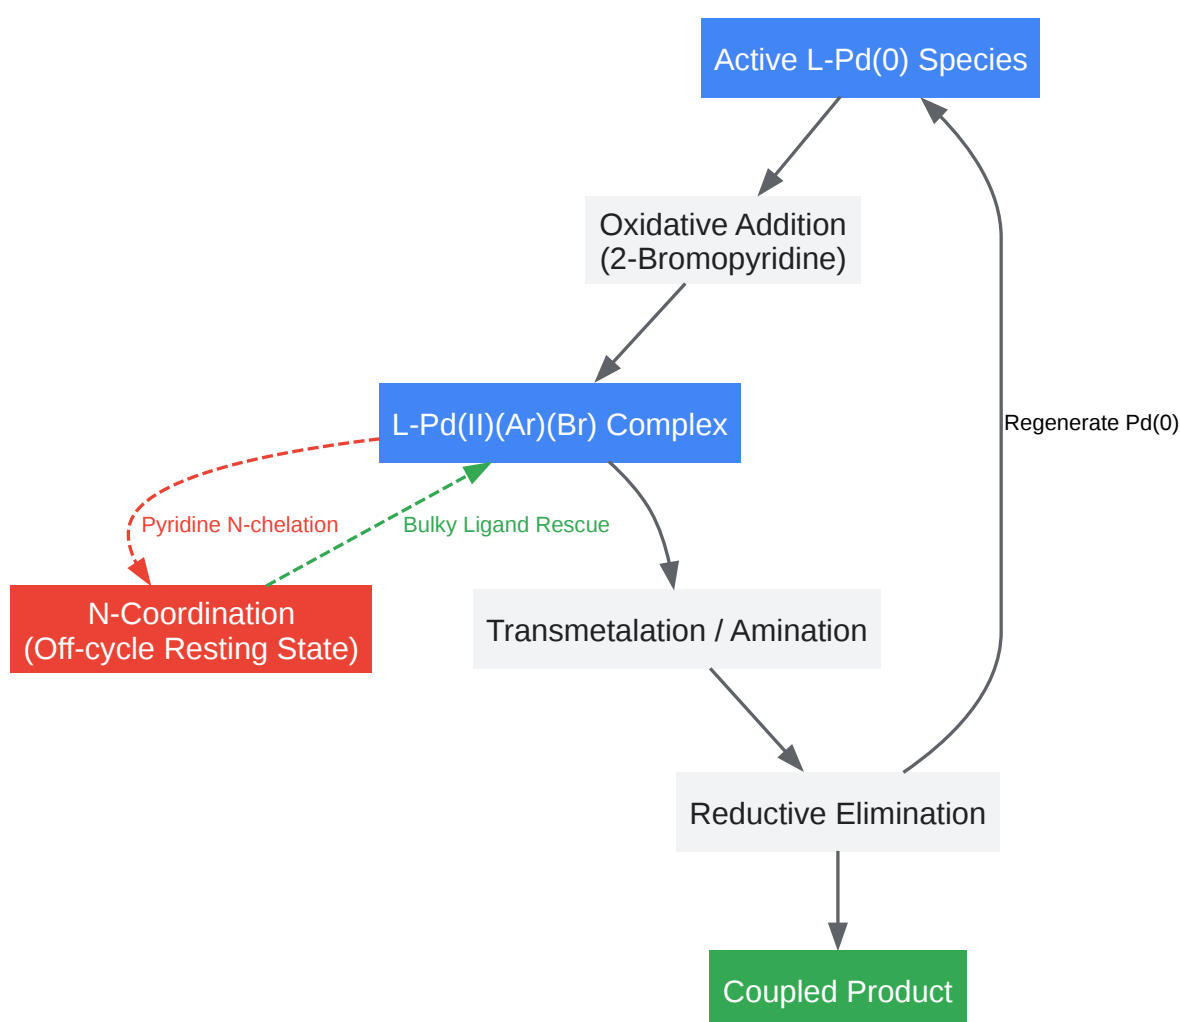 Active L-Pd(0) Species
Oxidative Addition
(2-Bromopyridine)
L-Pd(II)(Ar)(Br) Complex
Regenerate Pd(0)
Pyridine N-chelation
Bulky Ligand Rescue
N-Coordination
(Off-cycle Resting State)
Transmetalation / Amination
Reductive Elimination
Coupled Product